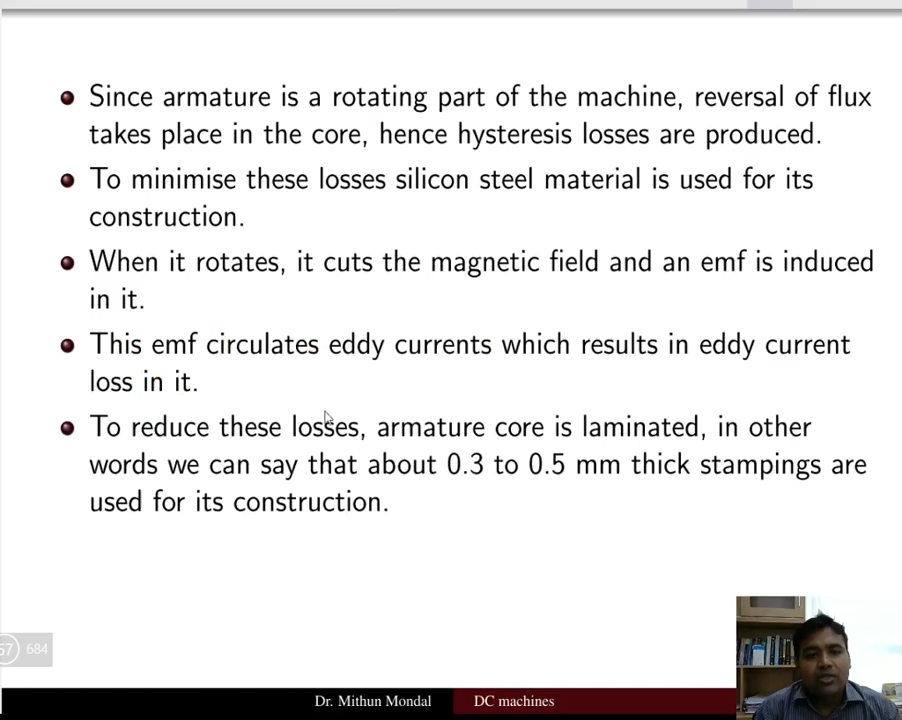 Since armature is a rotating part of the machine, reversal of flux
takes place in the core, hence hysteresis losses are produced.
To minimise these losses silicon steel material is used for its
construction.
When it rotates, it cuts the magnetic field and an emf is induced
in it.
This emf circulates eddy currents which results in eddy current
loss in it.
To reduce these losses, armature core is laminated, in other
words we can say that about 0.3 to 0.5 mm thick stampings are
used for its construction.
57 684
Dr. Mithun Mondal DC machines